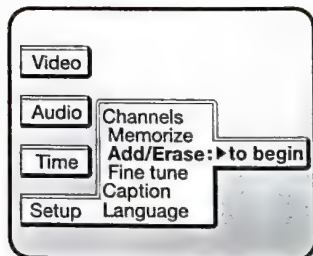 Video
Audio
Time
Setup
Channels
Memorize
Add/Erase:▶to begin
Fine tune
Caption
Language